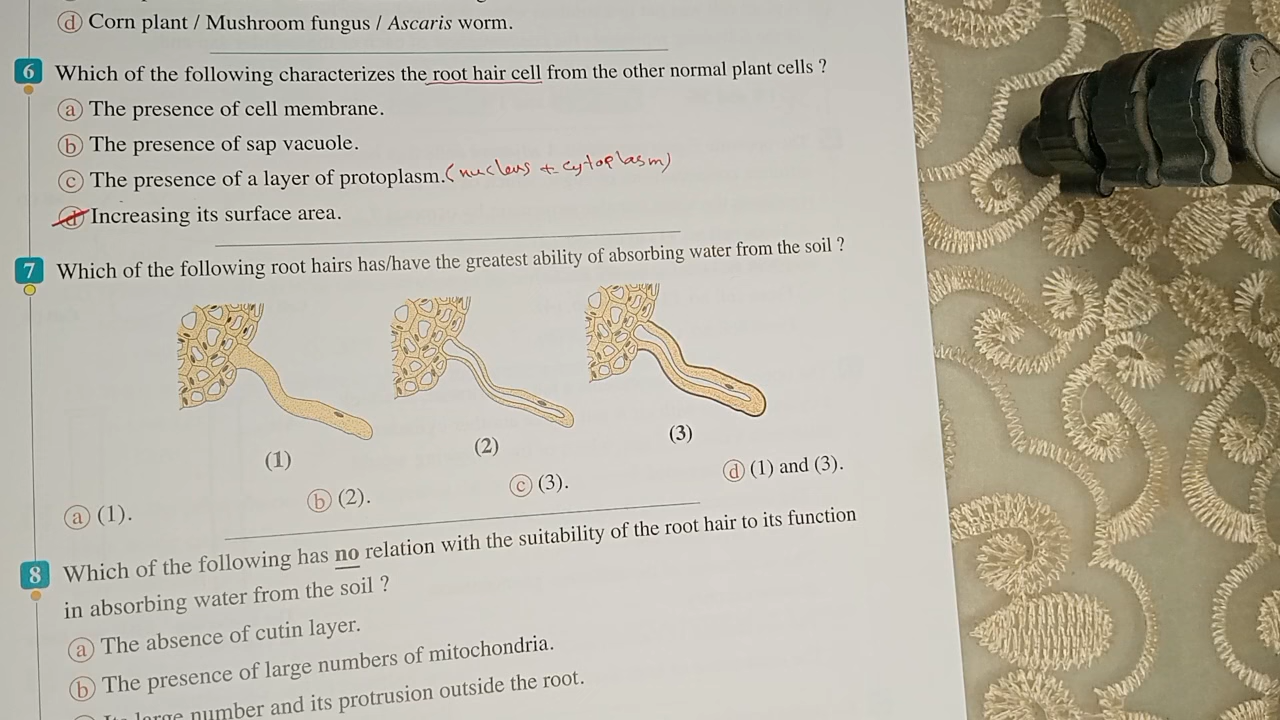 d Corn plant / Mushroom fungus / Ascaris worm.
6 Which of the following characterizes the root hair cell from the other normal plant cells ?
a The presence of cell membrane.
b The presence of sap vacuole.
c The presence of a layer of protoplasm. (nucleus + cytoplasm)
d Increasing its surface area.
7 Which of the following root hairs has/have the greatest ability of absorbing water from the soil ?
(1) (2) (3)
a (1). b (2). c (3). d (1) and (3).
8 Which of the following has no relation with the suitability of the root hair to its function
in absorbing water from the soil ?
a The absence of cutin layer.
b The presence of large numbers of mitochondria.
Its large number and its protrusion outside the root.